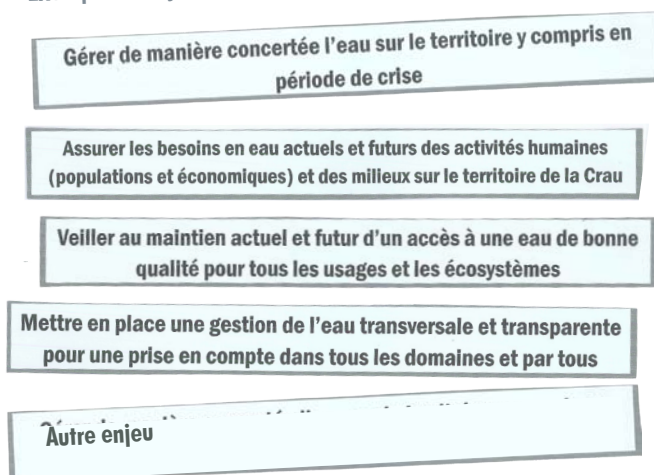 Gérer de manière concertée l'eau sur le territoire y compris en
période de crise
Assurer les besoins en eau actuels et futurs des activités humaines
(populations et économiques) et des milieux sur le territoire de la Crau
Veiller au maintien actuel et futur d'un accès à une eau de bonne
qualité pour tous les usages et les écosystèmes
Mettre en place une gestion de l'eau transversale et transparente
pour une prise en compte dans tous les domaines et par tous
Autre enjeu